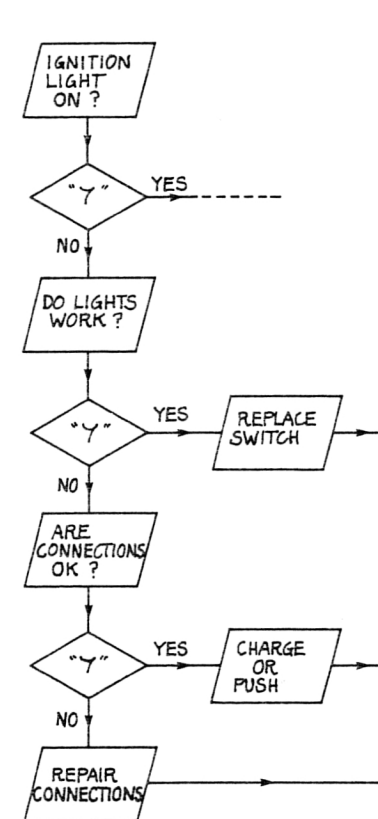 IGNITION
LIGHT
ON ?
"Y"
YES
NO
DO LIGHTS
WORK ?
"Y"
YES
REPLACE
SWITCH
NO
ARE
CONNECTIONS
OK ?
"Y"
YES
CHARGE
OR
PUSH
NO
REPAIR
CONNECTIONS